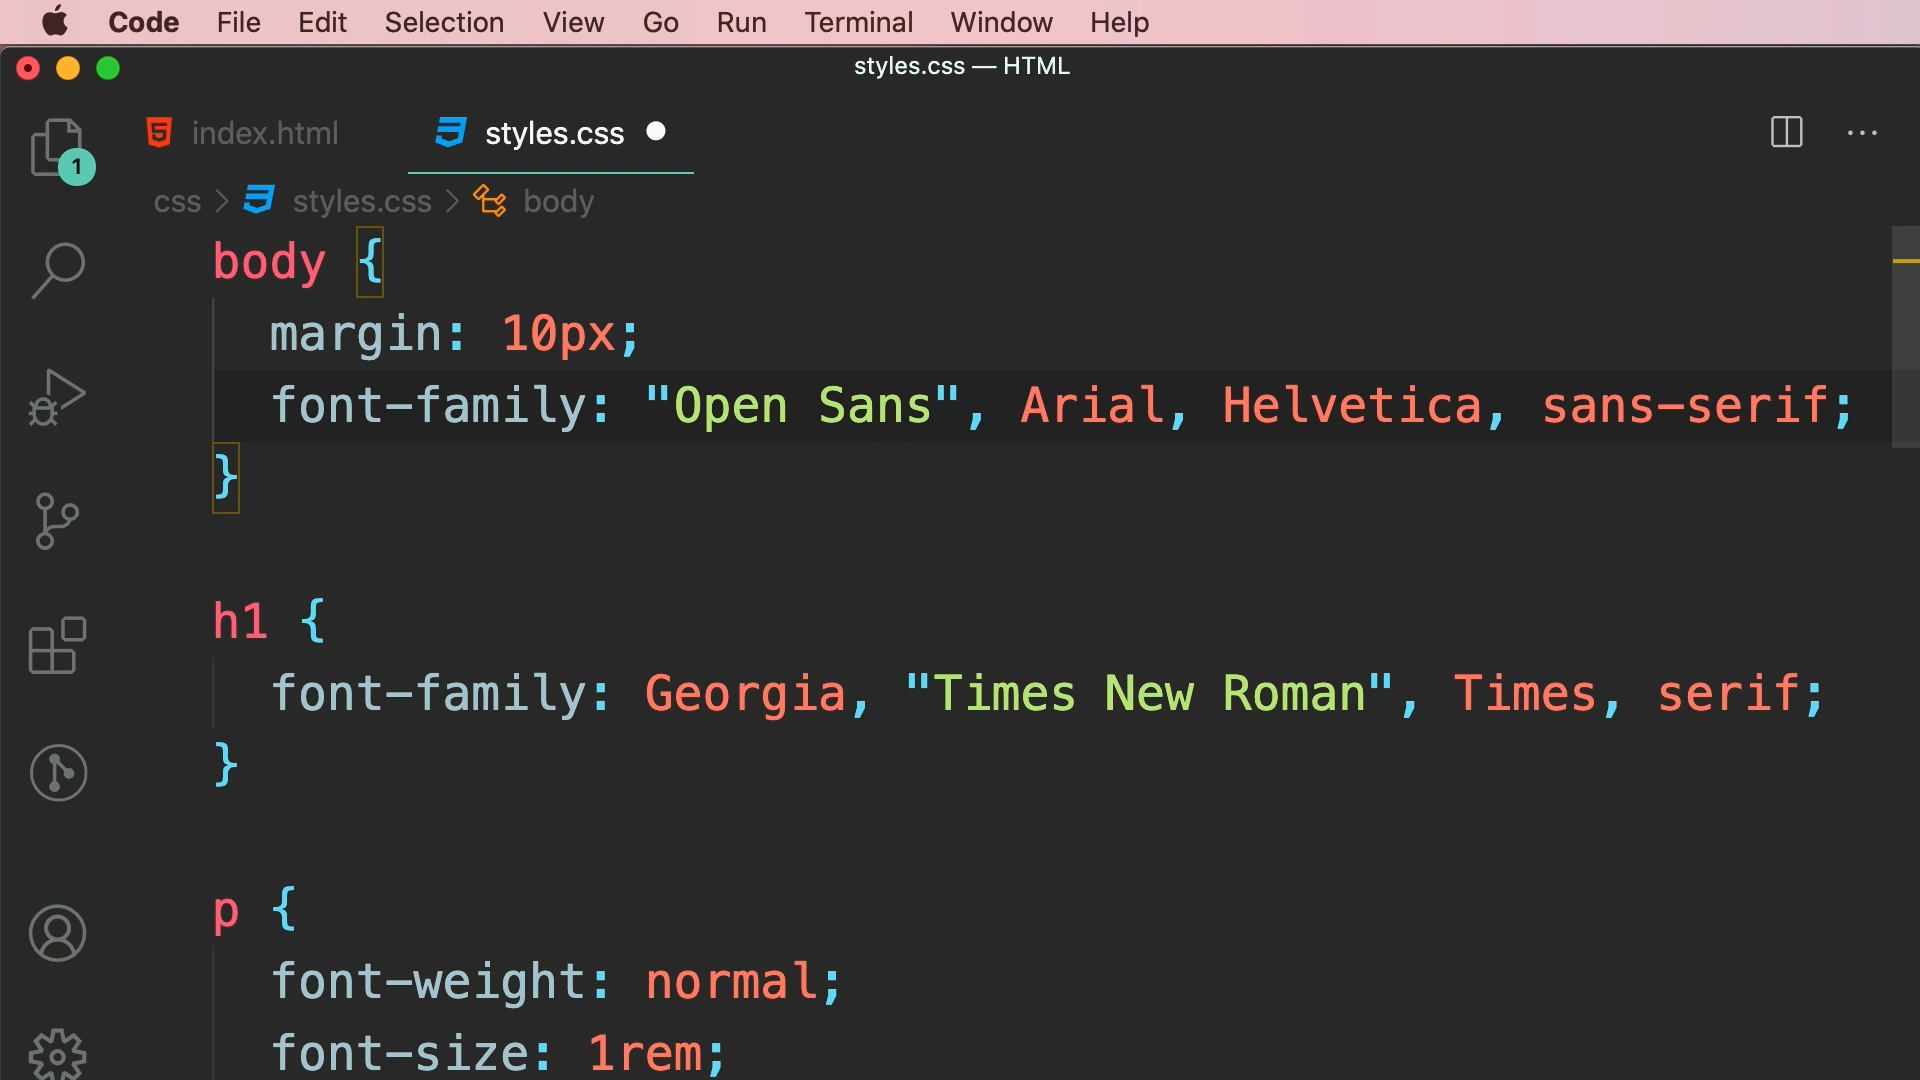 Code File Edit Selection View Go Run Terminal Window Help
styles.css — HTML
index.html styles.css
1
css > styles.css > body
body {
margin: 10px;
font-family: "Open Sans", Arial, Helvetica, sans-serif;
}
h1 {
font-family: Georgia, "Times New Roman", Times, serif;
}
p {
font-weight: normal;
font-size: 1rem;